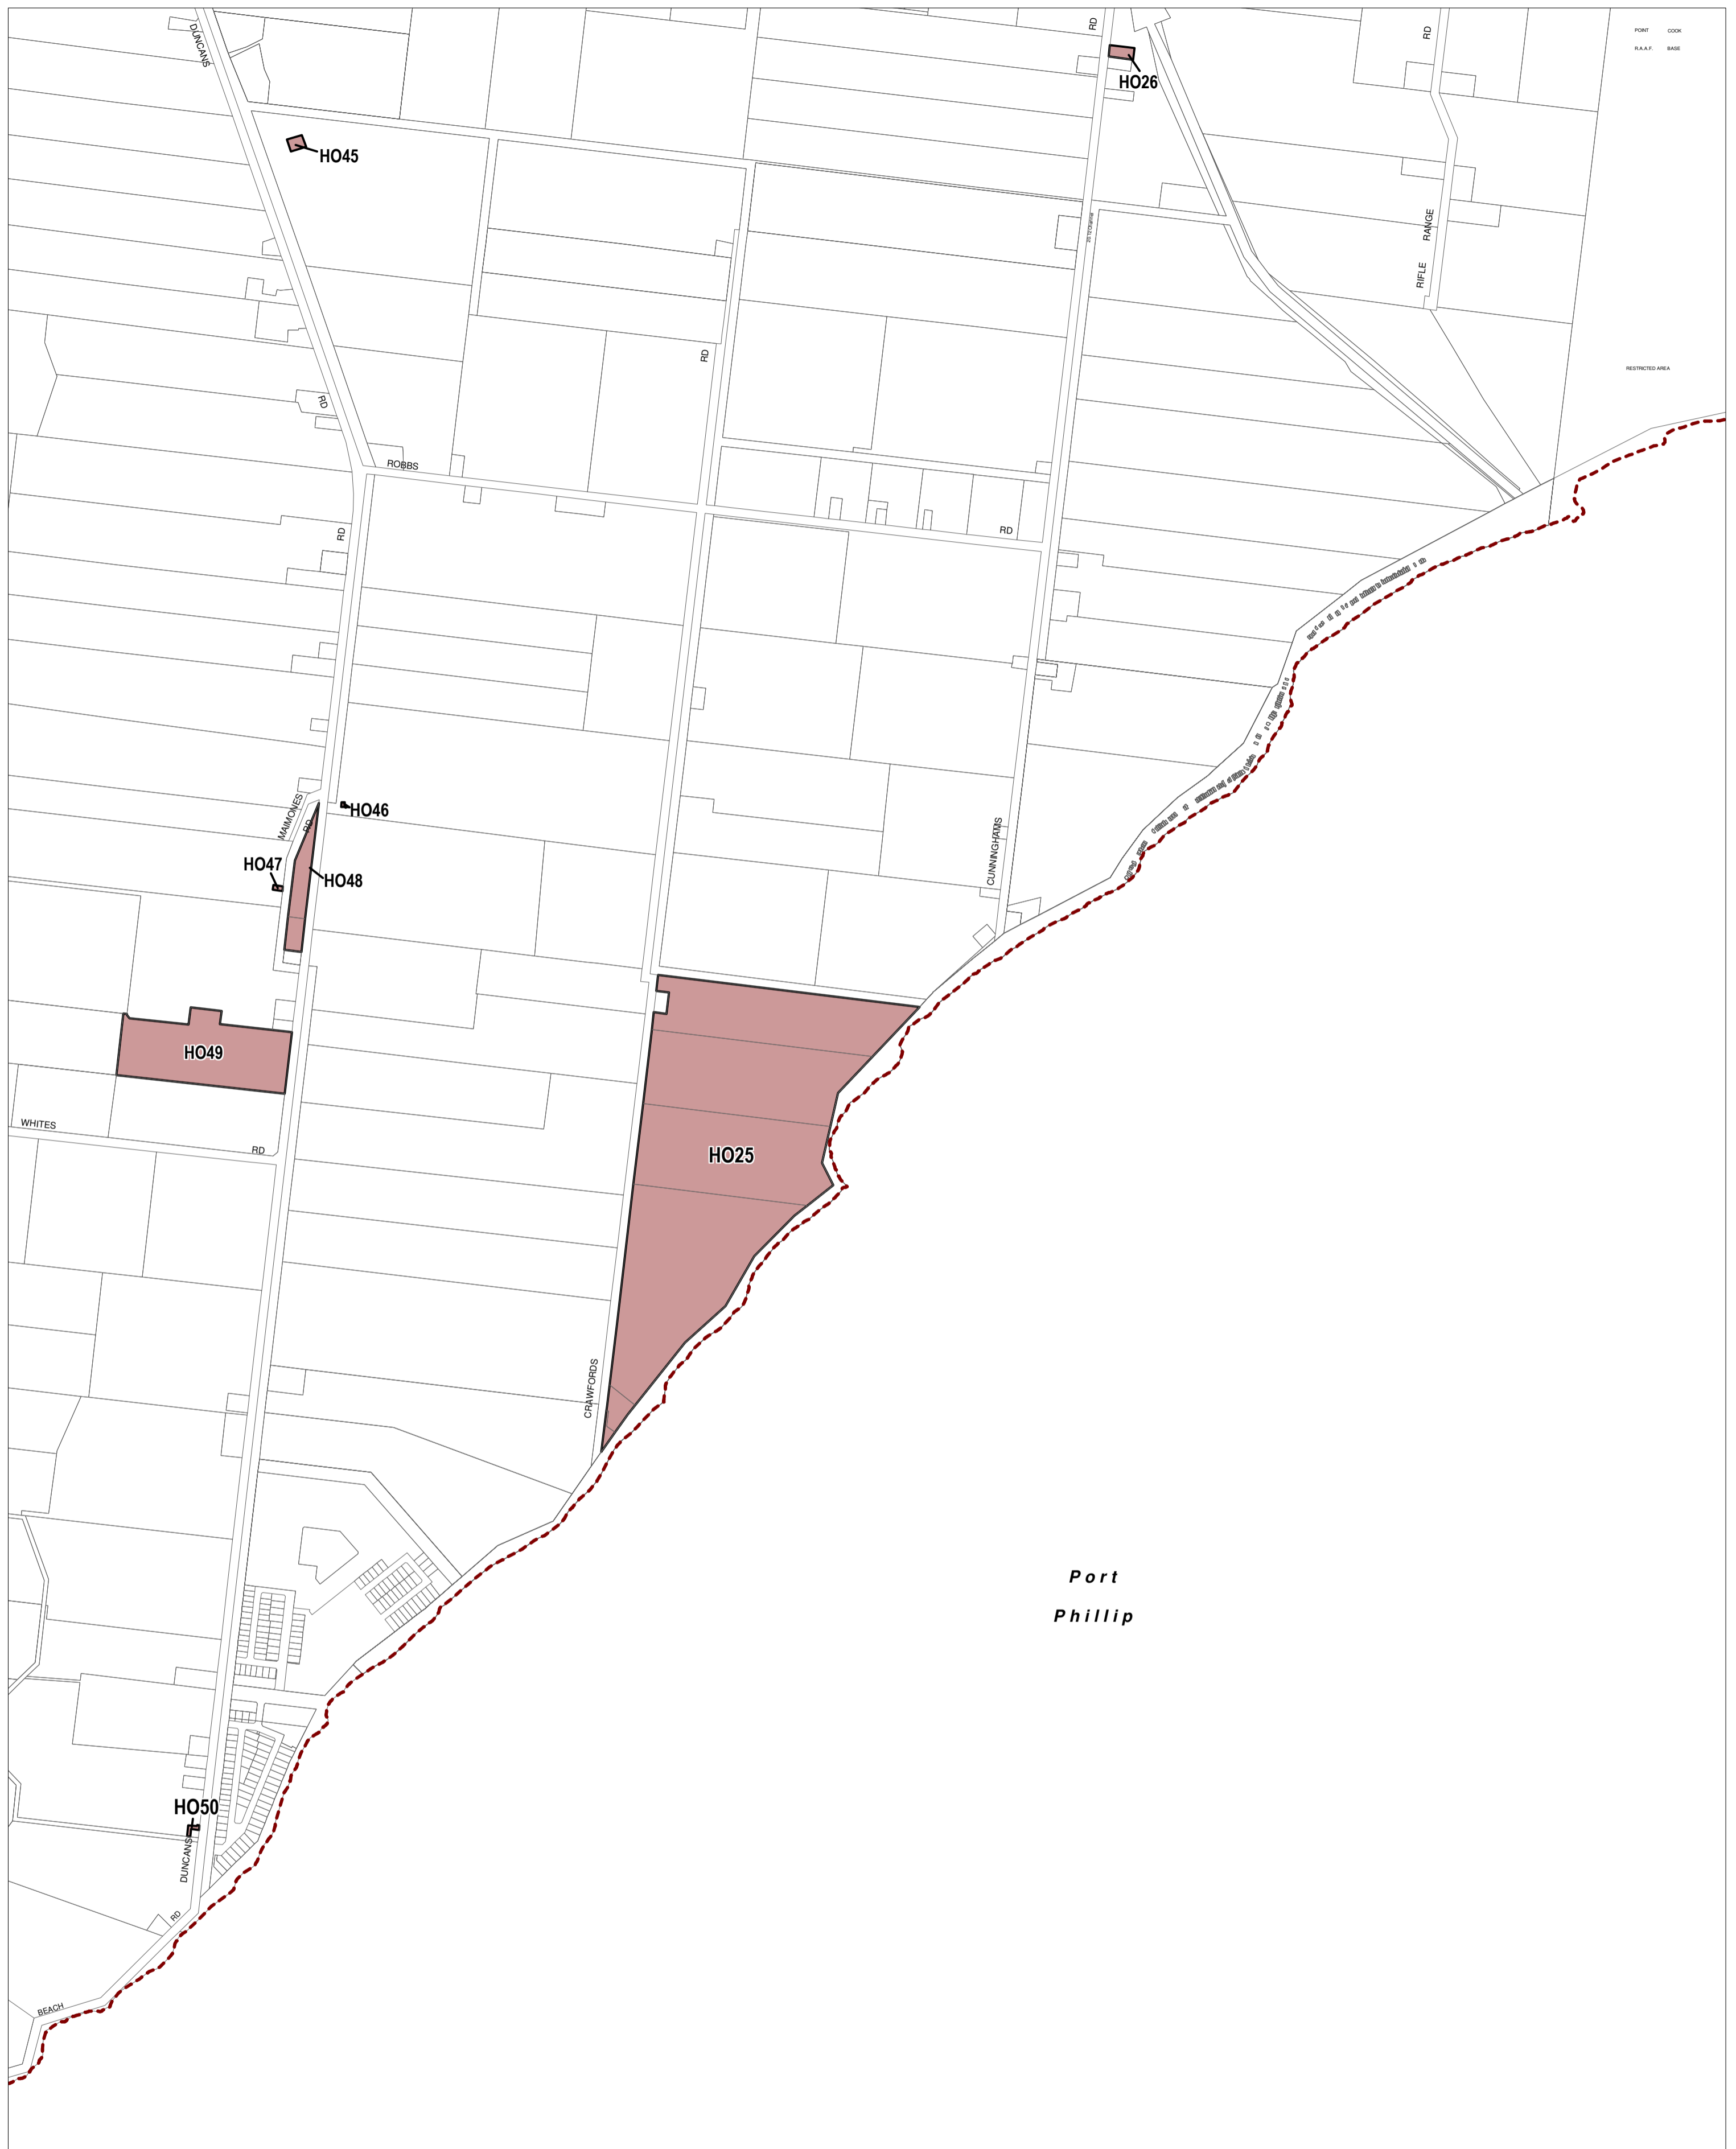 DUNCANS
RD
RD
POINT COOK
R.A.A.F. BASE
HO26
HO45
RANGE
RIFLE
RD
RESTRICTED AREA
RD
ROBBS
RD
RD
MAIMONES
RD
HO46
HO47
HO48
CUNNINGHAMS
HO49
WHITES
RD
HO25
CRAWFORDS
Port
Phillip
HO50
DUNCANS
RD
BEACH